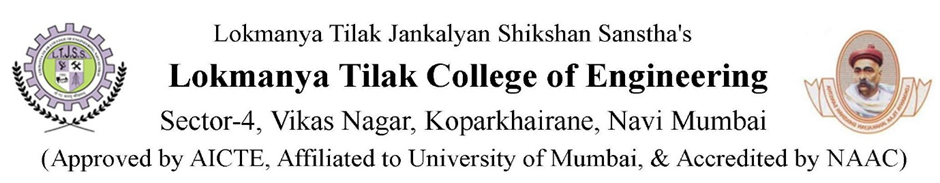 Lokmanya Tilak Jankalyan Shikshan Sanstha's
Lokmanya Tilak College of Engineering
Sector-4, Vikas Nagar, Koparkhairane, Navi Mumbai
(Approved by AICTE, Affiliated to University of Mumbai, & Accredited by NAAC)
L.T.J.S.S.